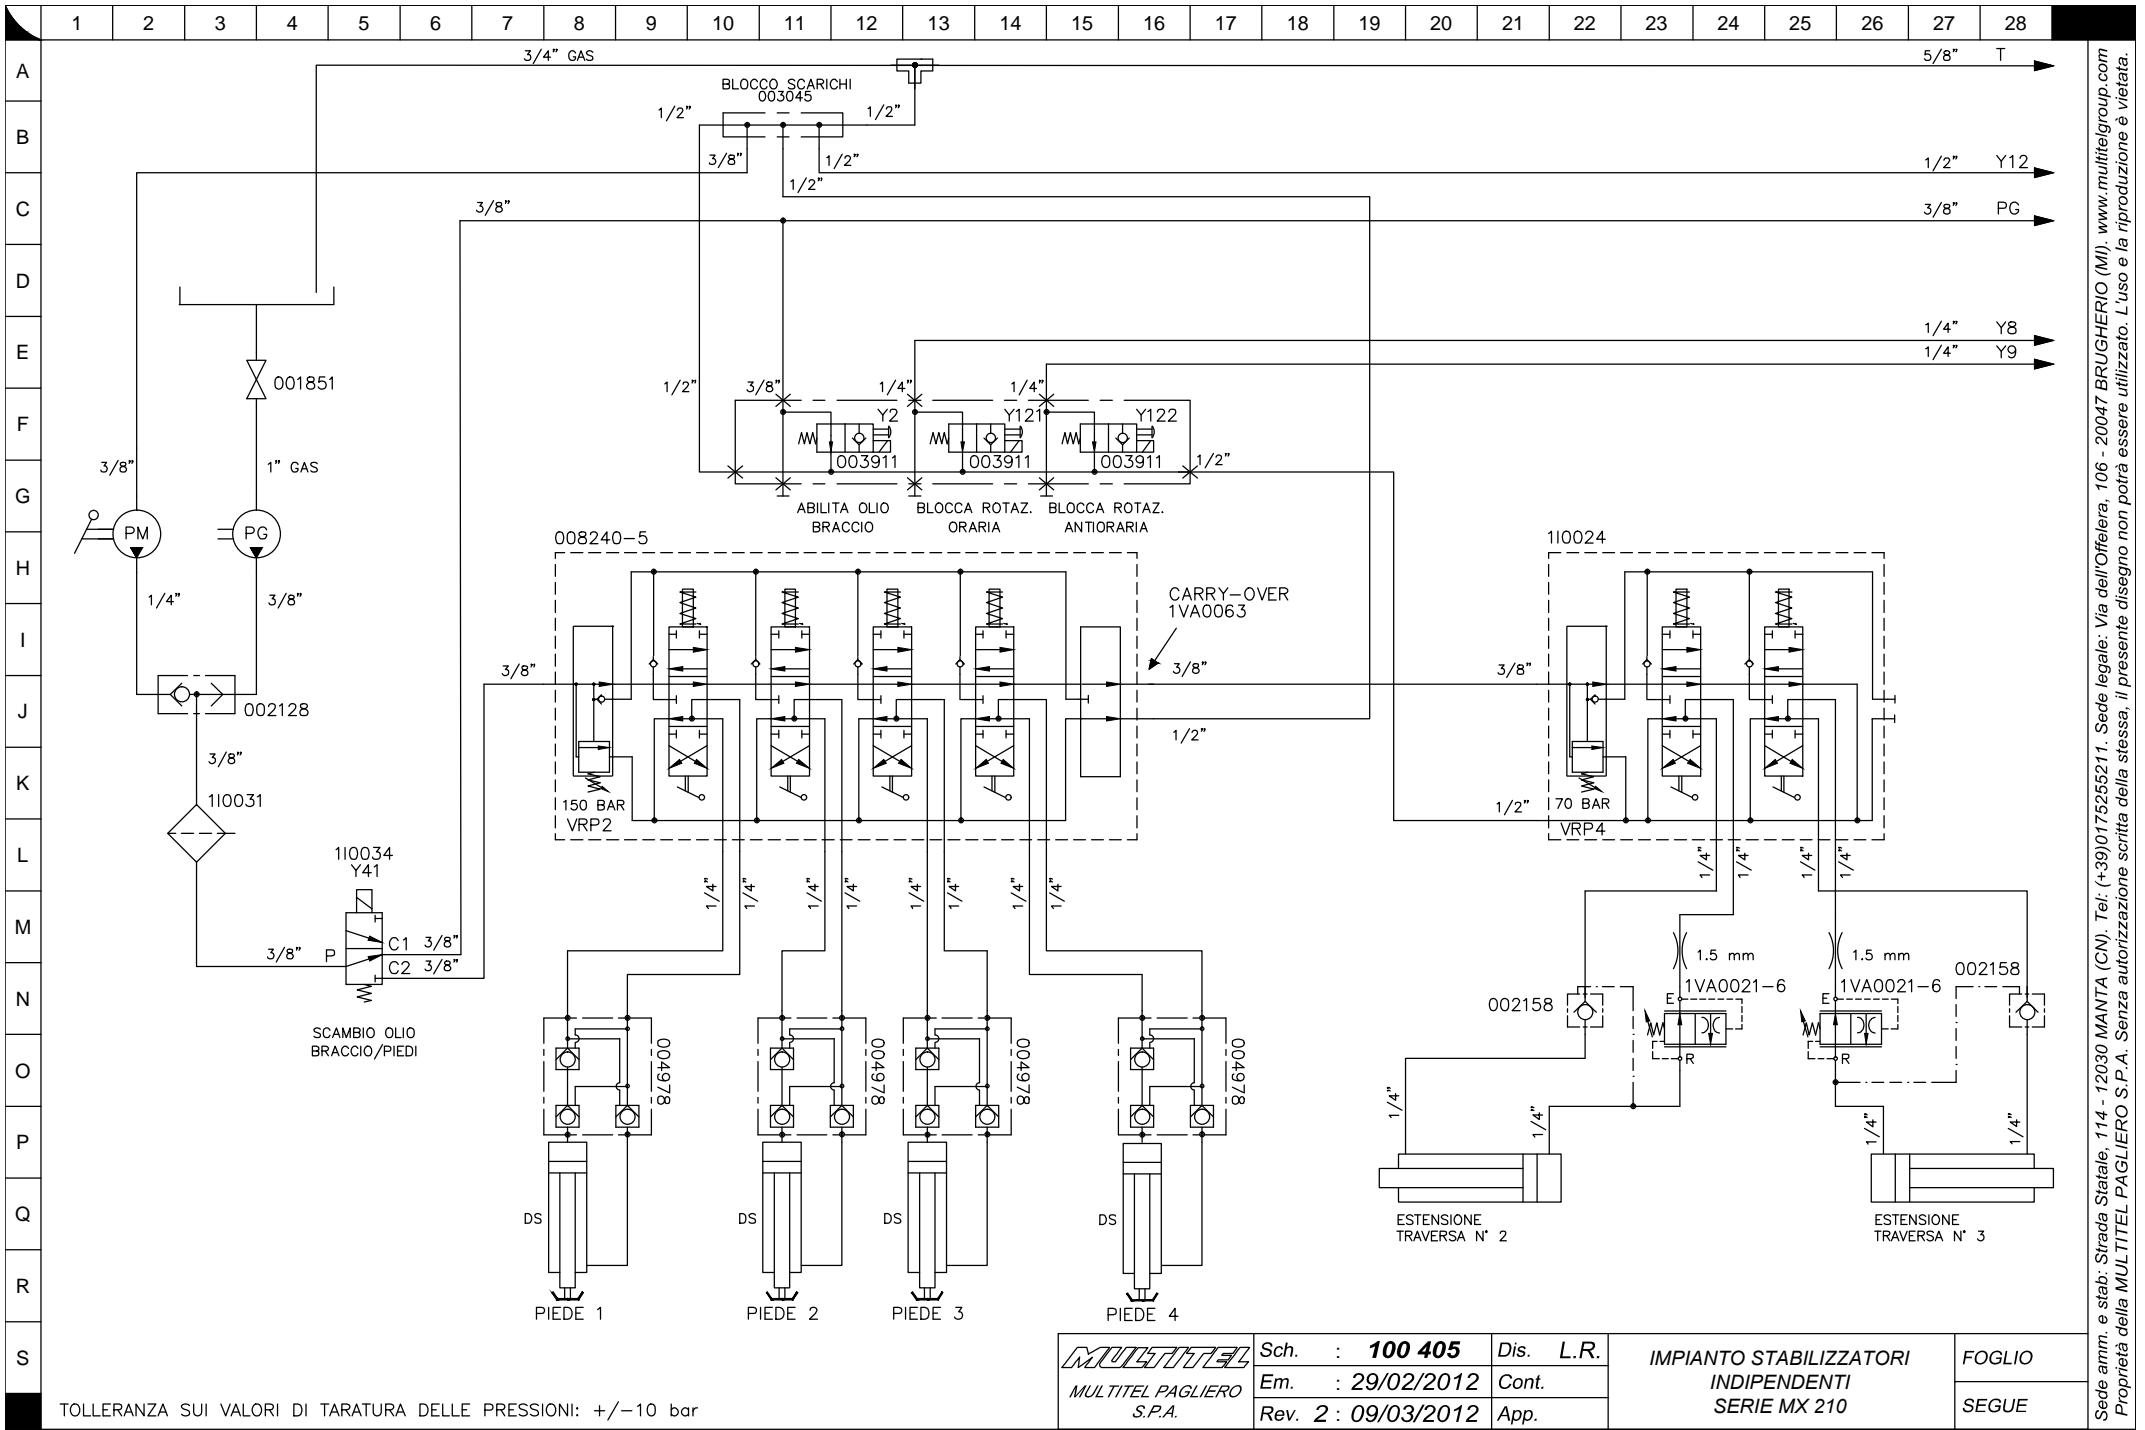 1 2 3 4 5 6 7 8 9 10 11 12 13 14 15 16 17 18 19 20 21 22 23 24 25 26 27 28
A
B
C
D
E
F
G
H
I
J
K
L
M
N
O
P
Q
R
S
3/4" GAS
5/8" T
BLOCCO SCARICHI
003045
1/2" 1/2"
3/8" 1/2"
1/2"
1/2" Y12
3/8"
3/8" PG
1/4" Y8
1/4" Y9
001851
1/2" 3/8" 1/4" 1/4"
Y2 Y121 Y122
003911 003911 003911
1/2"
3/8" 1" GAS
ABILITA OLIO
BRACCIO
BLOCCA ROTAZ.
ORARIA
BLOCCA ROTAZ.
ANTIORARIA
PM PG
008240-5
1I0024
1/4" 3/8"
CARRY-OVER
1VA0063
3/8" 3/8" 3/8"
002128
1/2"
3/8"
1I0031
150 BAR
VRP2
1/2"
70 BAR
VRP4
1I0034
Y41
1/4" 1/4" 1/4" 1/4" 1/4" 1/4" 1/4" 1/4"
1/4" 1/4" 1/4" 1/4"
3/8" P C1 3/8"
C2 3/8"
SCAMBIO OLIO
BRACCIO/PIEDI
1.5 mm 1.5 mm
002158 1VA0021-6 1VA0021-6 002158
E E
R R
004978 004978 004978 004978
1/4" 1/4" 1/4" 1/4"
DS DS DS DS
ESTENSIONE
TRAVERSA N° 2
ESTENSIONE
TRAVERSA N° 3
PIEDE 1 PIEDE 2 PIEDE 3 PIEDE 4
TOLLERANZA SUI VALORI DI TARATURA DELLE PRESSIONI: +/-10 bar
MULTITEL
MULTITEL PAGLIERO
S.P.A.
Sch. : 100 405 Dis. L.R.
Em. : 29/02/2012 Cont.
Rev. 2 : 09/03/2012 App.
IMPIANTO STABILIZZATORI
INDIPENDENTI
SERIE MX 210
FOGLIO
SEGUE
Sede amm. e stab: Strada Statale, 114 - 12030 MANTA (CN). Tel: (+39)0175255211. Sede legale: Via dell'Offelera, 106 - 20047 BRUGHERIO (MI). www.multitelgroup.com
Proprietà della MULTITEL PAGLIERO S.P.A. Senza autorizzazione scritta della stessa, il presente disegno non potrà essere utilizzato. L'uso e la riproduzione è vietata.